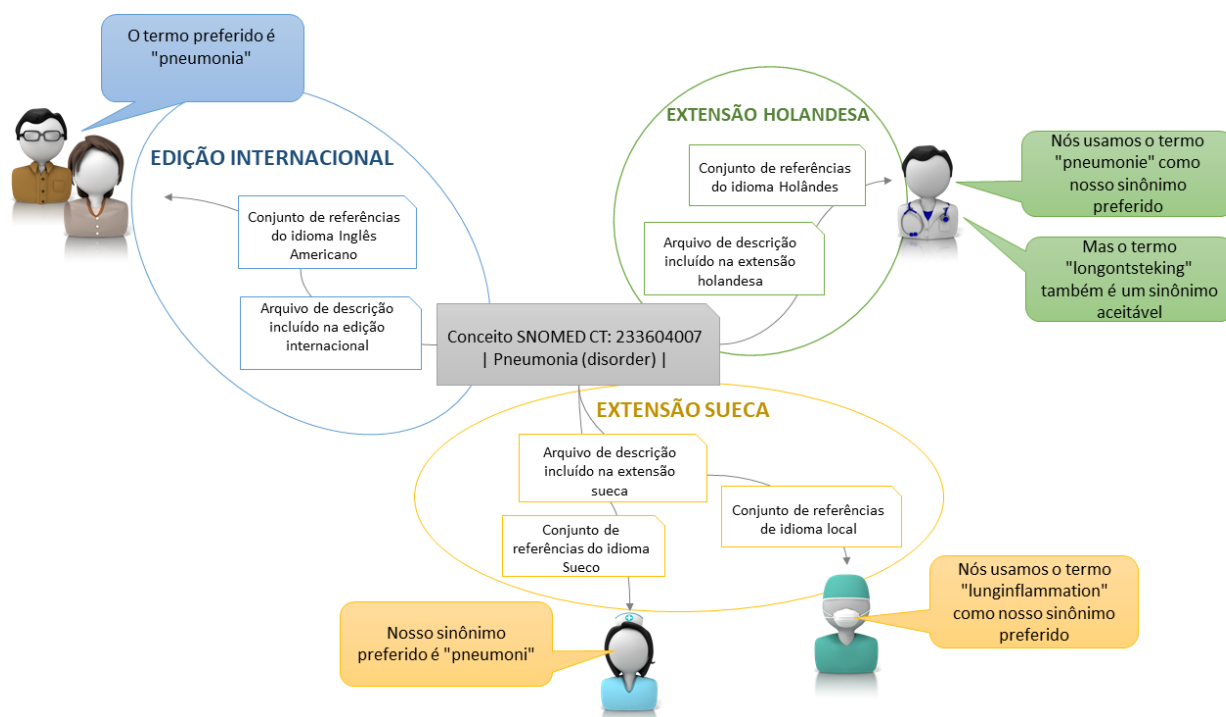 O termo preferido é
"pneumonia"
EDIÇÃO INTERNACIONAL
Conjunto de referências
do idioma Inglês
Americano
Arquivo de descrição
incluído na edição
internacional
EXTENSÃO HOLANDESA
Conjunto de referências
do idioma Holândes
Arquivo de descrição
incluído na extensão
holandesa
Nós usamos o termo
"pneumonie" como
nosso sinônimo
preferido
Mas o termo
"longontsteking"
também é um sinônimo
aceitável
Conceito SNOMED CT: 233604007
| Pneumonia (disorder) |
EXTENSÃO SUECA
Arquivo de descrição
incluído na extensão
sueca
Conjunto de
referências do idioma
Sueco
Conjunto de referências
de idioma local
Nosso sinônimo
preferido é "pneumoni"
Nós usamos o termo
"lunginflammation"
como nosso sinônimo
preferido